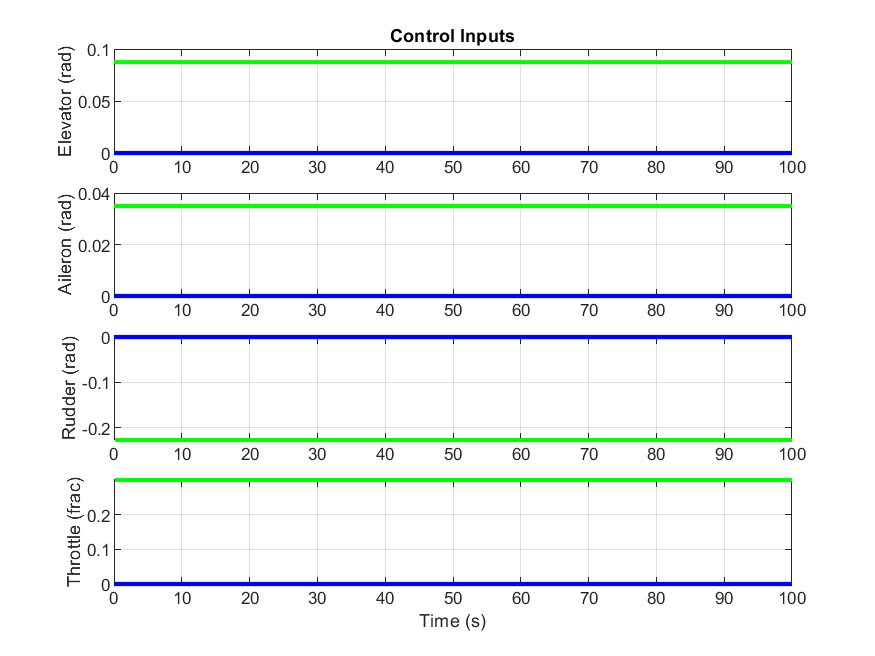 Control Inputs
Elevator (rad)
0.1
0.05
0
0 10 20 30 40 50 60 70 80 90 100
Aileron (rad)
0.04
0.02
0
0 10 20 30 40 50 60 70 80 90 100
Rudder (rad)
0
-0.1
-0.2
0 10 20 30 40 50 60 70 80 90 100
Throttle (frac)
0.2
0.1
0
0 10 20 30 40 50 60 70 80 90 100
Time (s)